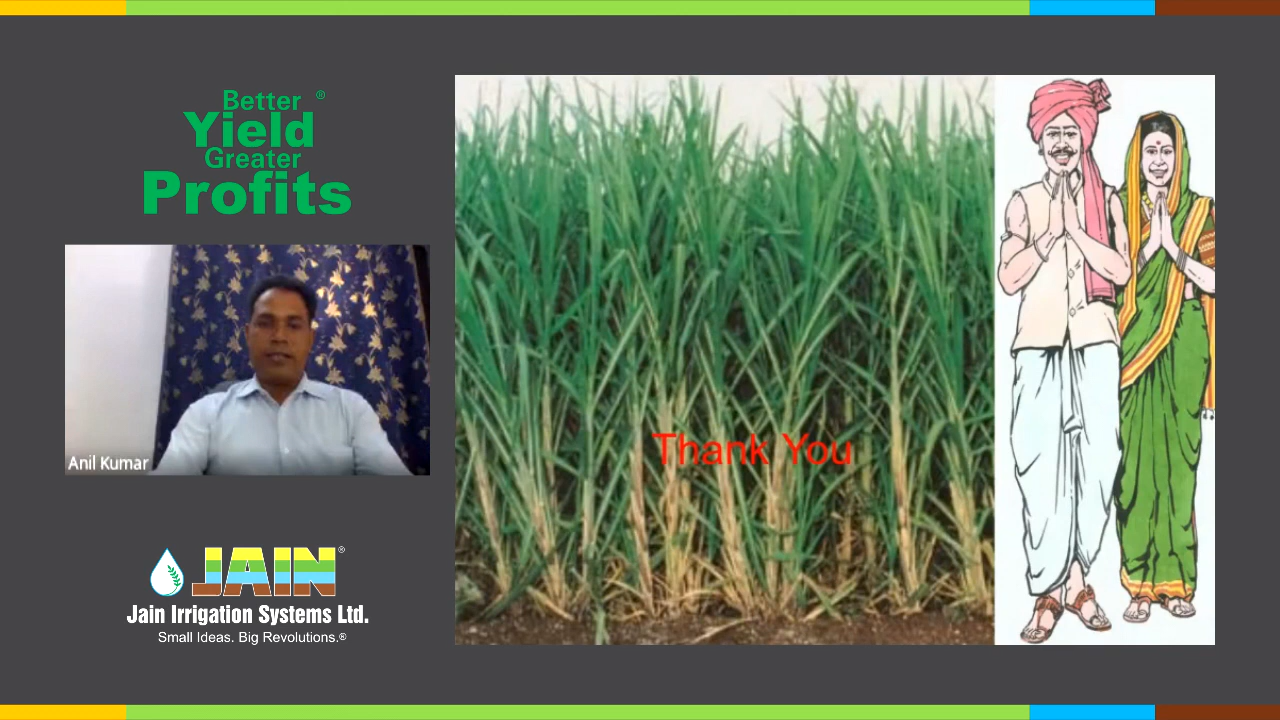 Better ®
Yield
Greater
Profits
Anil Kumar
JAIN®
Jain Irrigation Systems Ltd.
Small Ideas. Big Revolutions.®
Thank You